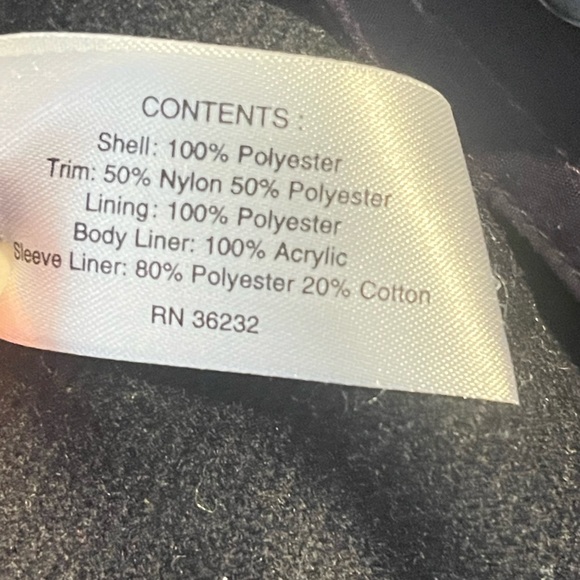 CONTENTS :
Shell: 100% Polyester
Trim: 50% Nylon 50% Polyester
Lining: 100% Polyester
Body Liner: 100% Acrylic
Sleeve Liner: 80% Polyester 20% Cotton
RN 36232